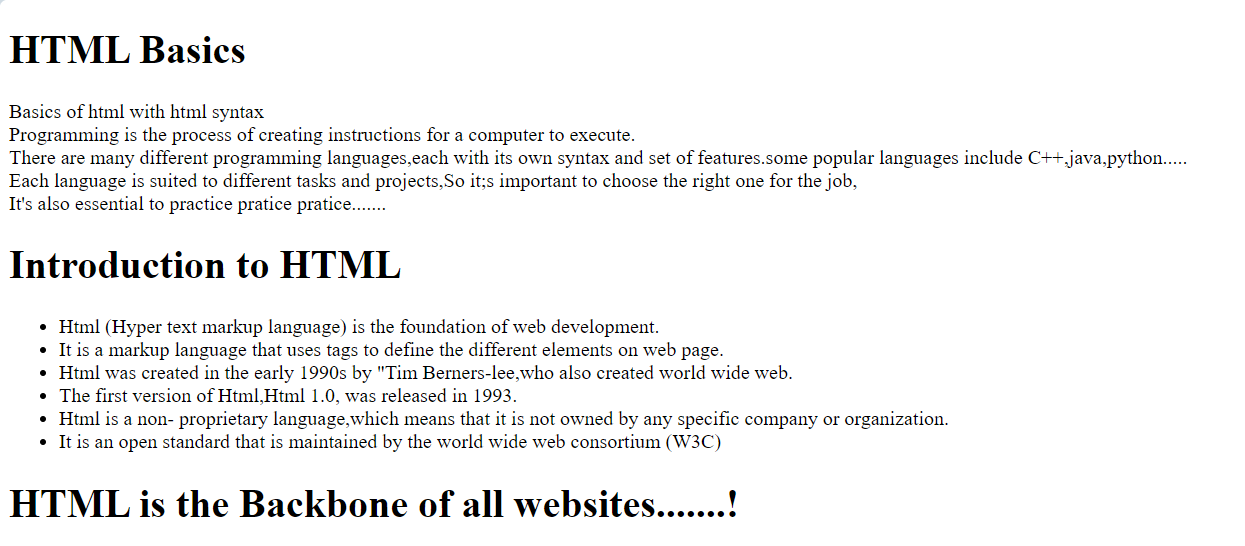 HTML Basics
Basics of html with html syntax
Programming is the process of creating instructions for a computer to execute.
There are many different programming languages,each with its own syntax and set of features.some popular languages include C++,java,python.....
Each language is suited to different tasks and projects,So it;s important to choose the right one for the job,
It's also essential to practice pratice pratice.......
Introduction to HTML
• Html (Hyper text markup language) is the foundation of web development.
• It is a markup language that uses tags to define the different elements on web page.
• Html was created in the early 1990s by "Tim Berners-lee,who also created world wide web.
• The first version of Html,Html 1.0, was released in 1993.
• Html is a non- proprietary language,which means that it is not owned by any specific company or organization.
• It is an open standard that is maintained by the world wide web consortium (W3C)
HTML is the Backbone of all websites.......!